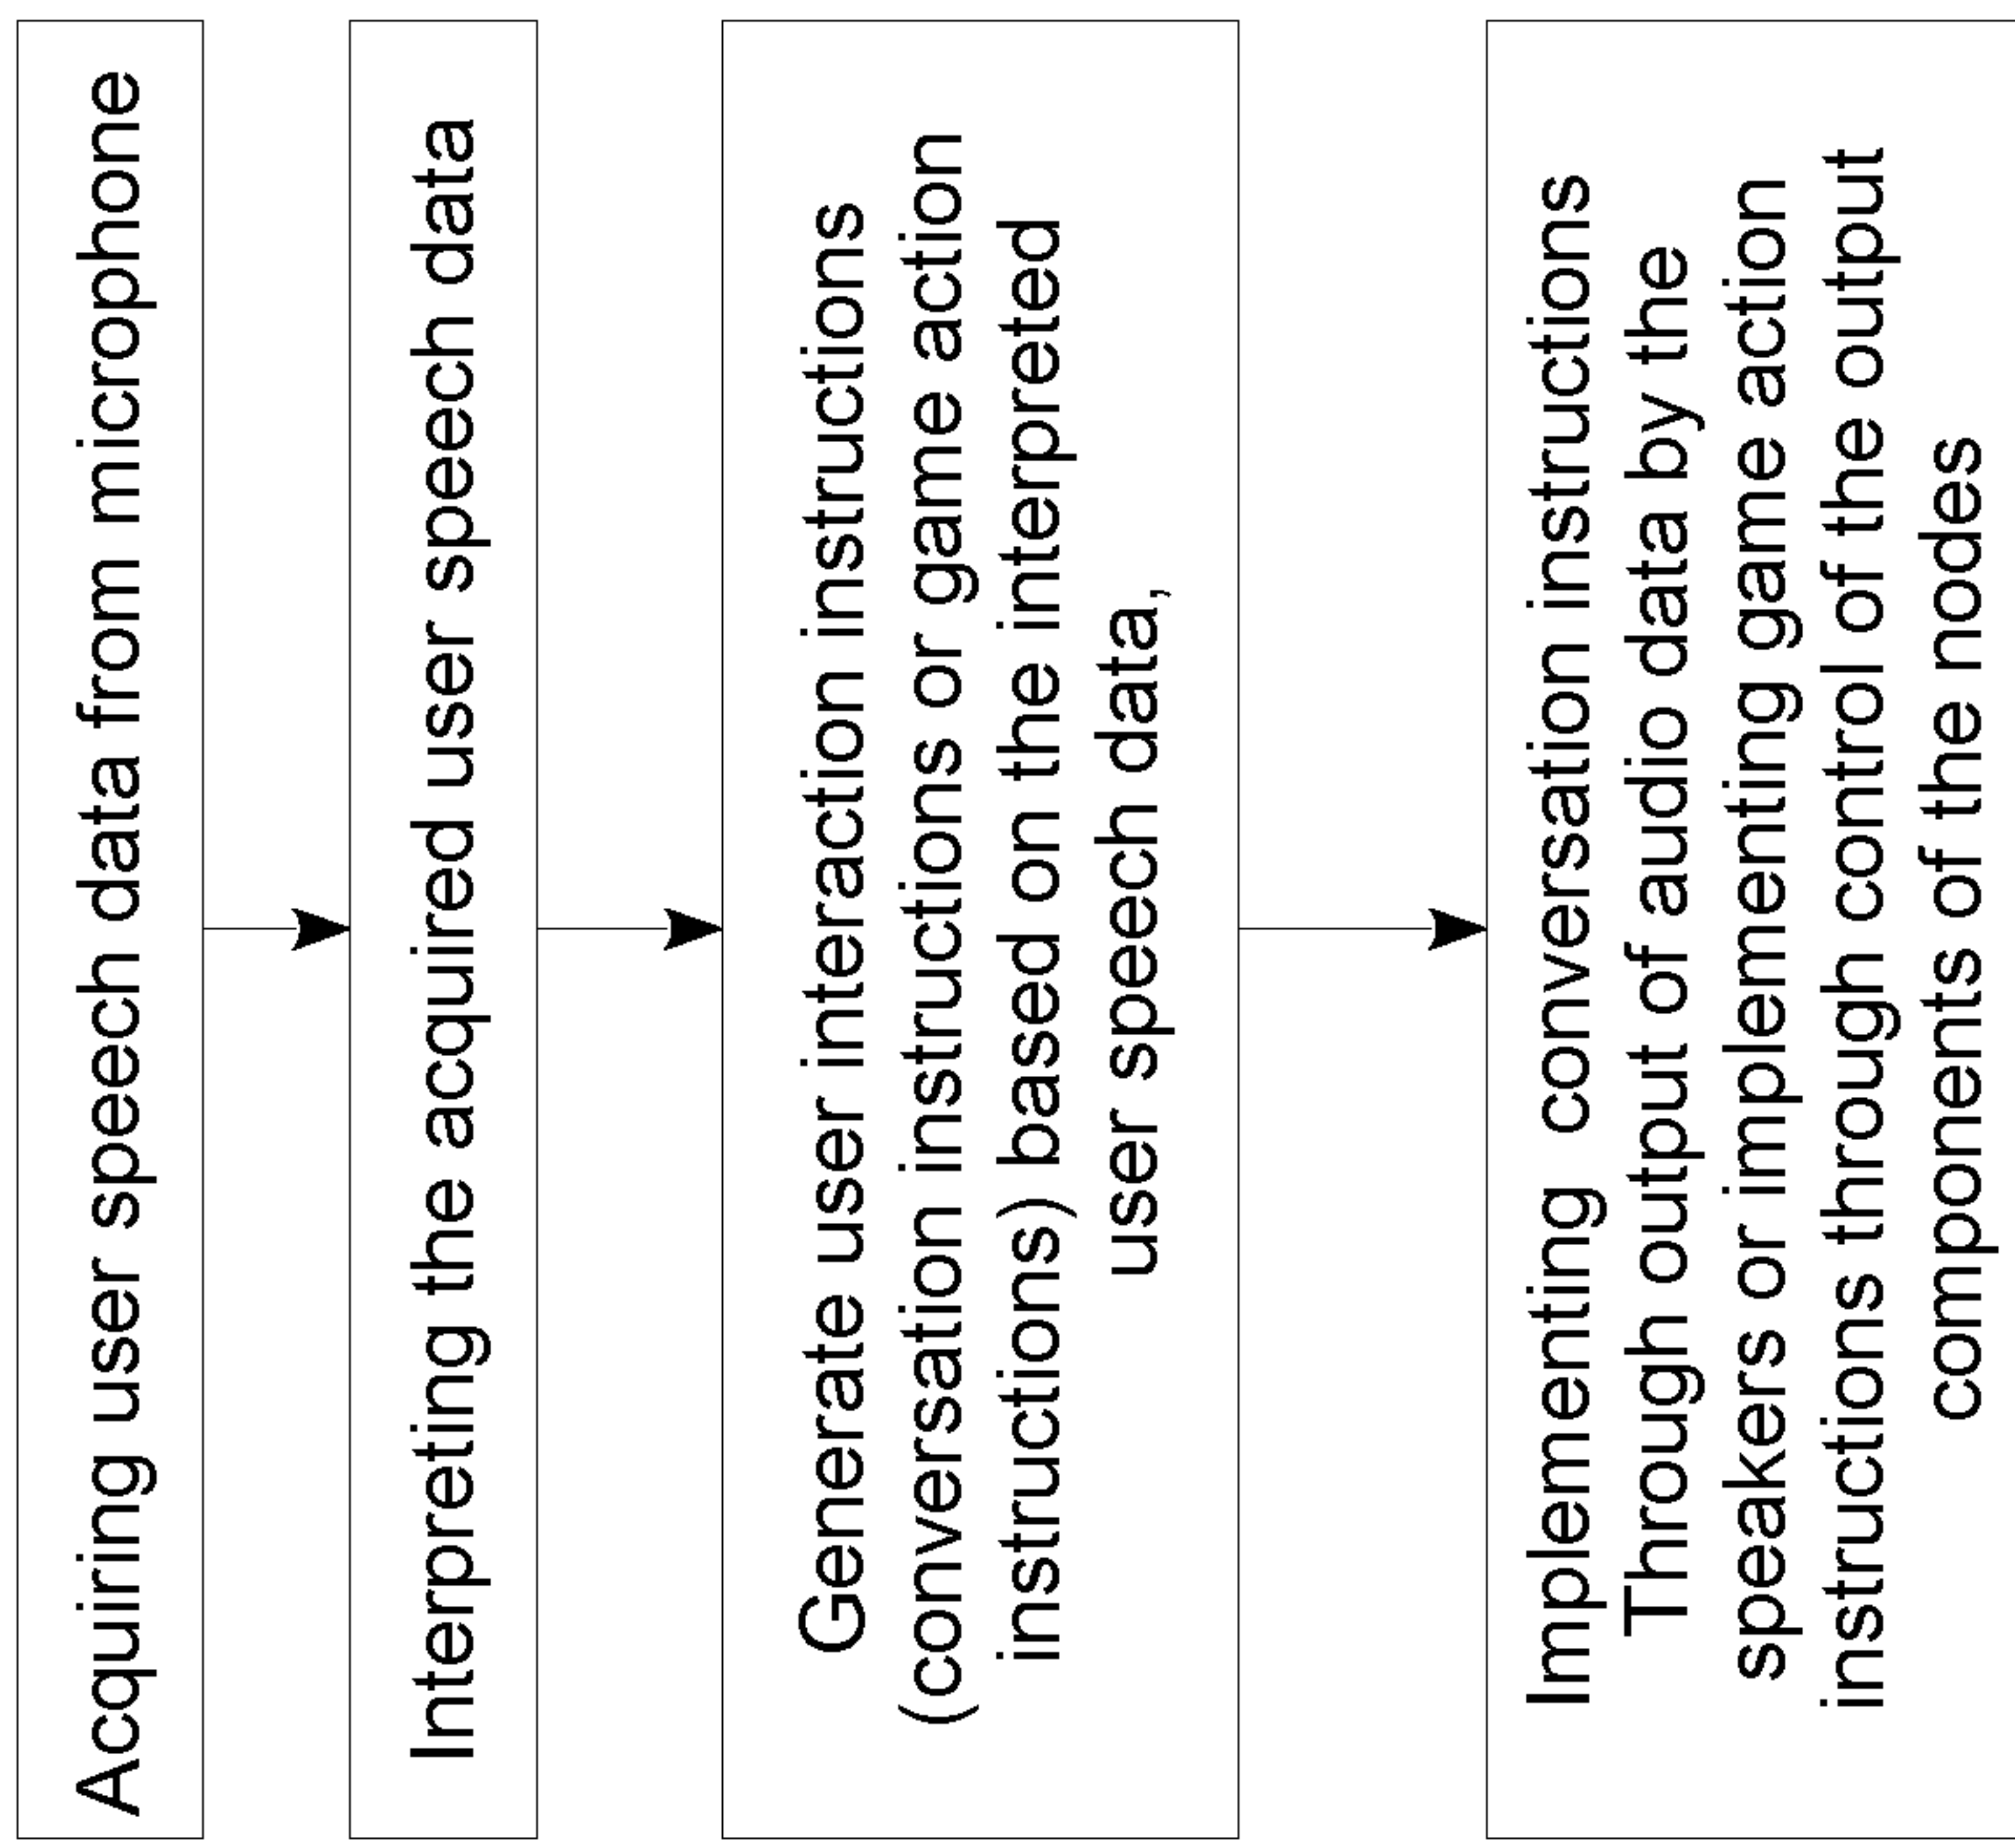 Acquiring user speech data from microphone
Interpreting the acquired user speech data
Generate user interaction instructions
(conversation instructions or game action
instructions) based on the interpreted
user speech data,
Implementing conversation instructions
Through output of audio data by the
speakers or implementing game action
instructions through control of the output
components of the nodes